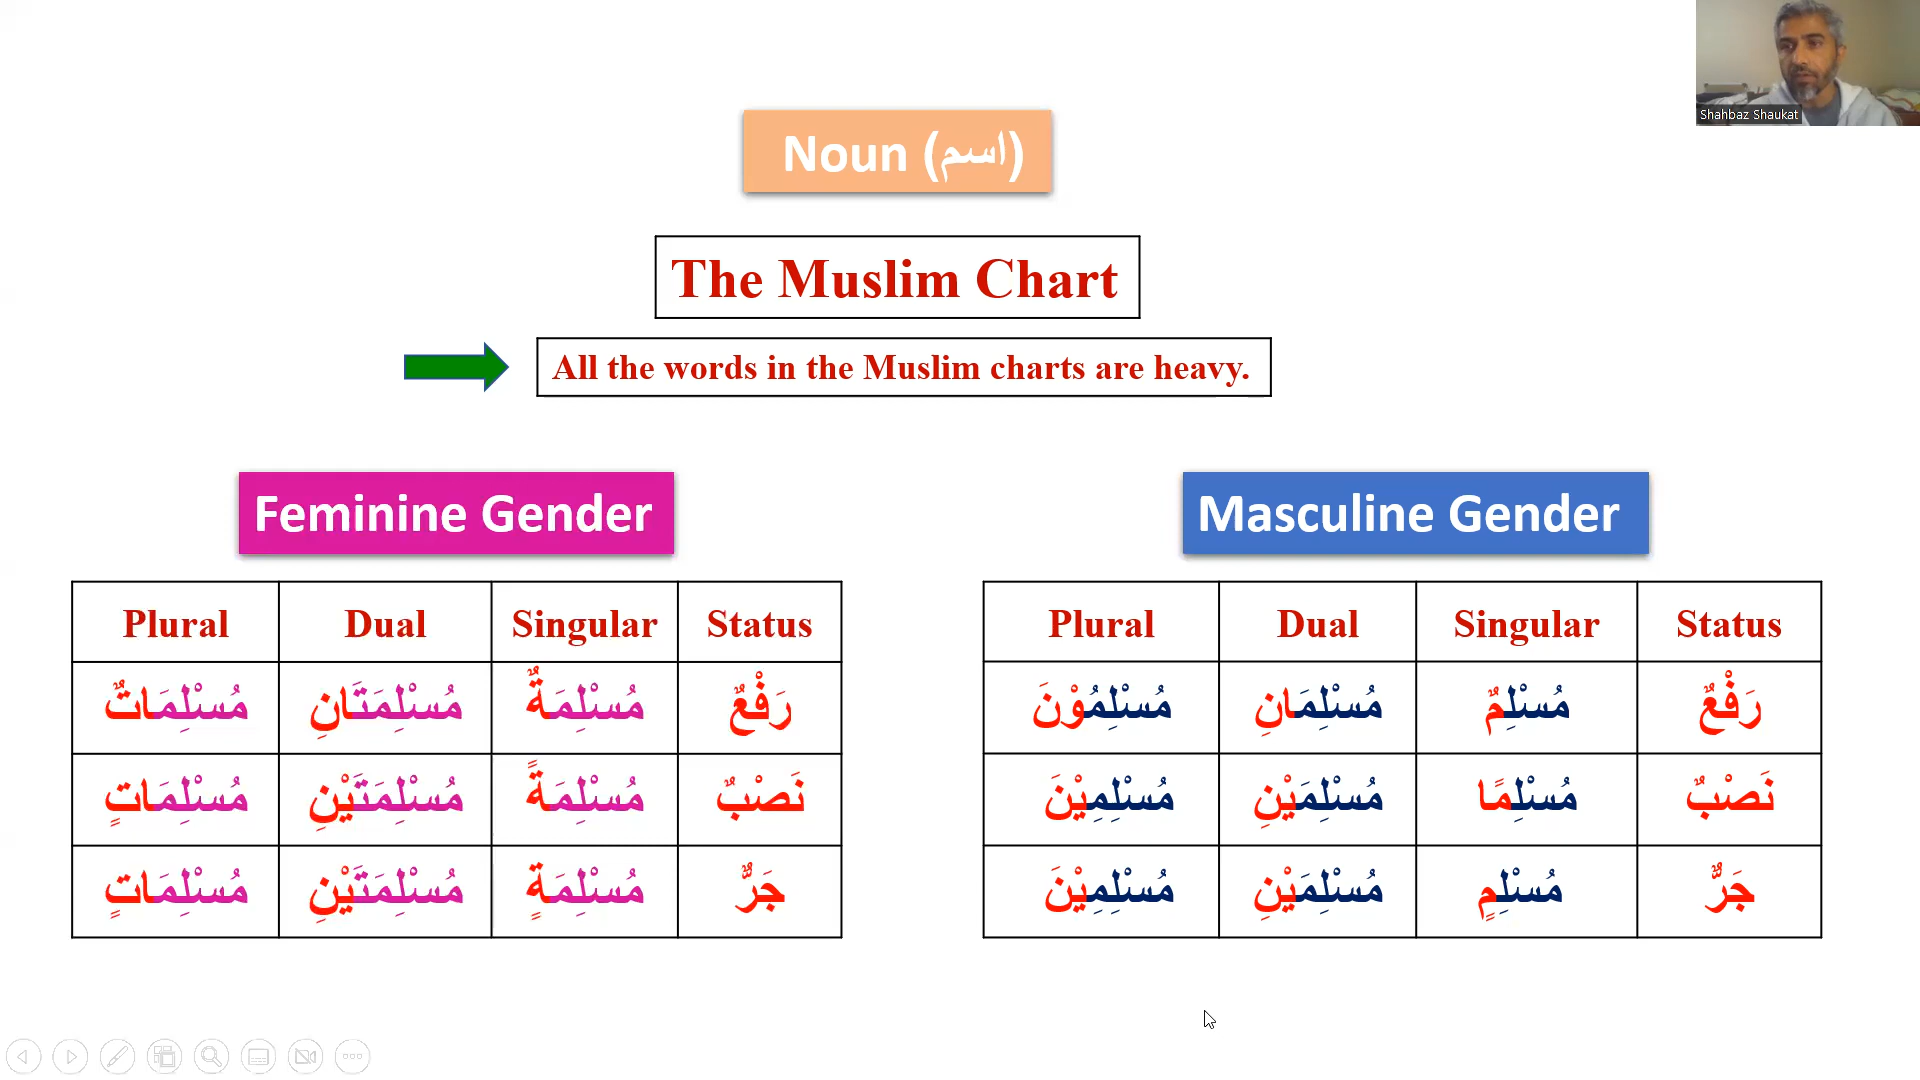 Shahbaz Shaukat
Noun (اسم)
The Muslim Chart
All the words in the Muslim charts are heavy.
Feminine Gender
Plural Dual Singular Status
مُسْلِمَاتٌ مُسْلِمَتَانِ مُسْلِمَةٌ رَفْعٌ
مُسْلِمَاتٍ مُسْلِمَتَيْنِ مُسْلِمَةً نَصْبٌ
مُسْلِمَاتٍ مُسْلِمَتَيْنِ مُسْلِمَةٍ جَرٌّ
Masculine Gender
Plural Dual Singular Status
مُسْلِمُوْنَ مُسْلِمَانِ مُسْلِمٌ رَفْعٌ
مُسْلِمِيْنَ مُسْلِمَيْنِ مُسْلِمًا نَصْبٌ
مُسْلِمِيْنَ مُسْلِمَيْنِ مُسْلِمٍ جَرٌّ